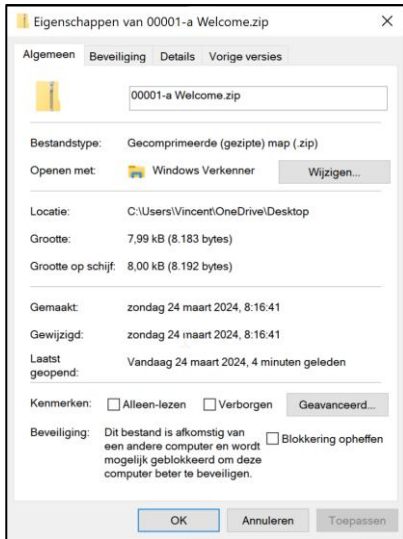 Eigenschappen van 00001-a Welcome.zip
Algemeen Beveiliging Details Vorige versies
00001-a Welcome.zip
Bestandstype: Gecomprimeerde (gezipte) map (.zip)
Openen met: Windows Verkenner Wijzigen...
Locatie: C:\Users\Vincent\OneDrive\Desktop
Grootte: 7,99 kB (8.183 bytes)
Grootte op schijf: 8,00 kB (8.192 bytes)
Gemaakt: zondag 24 maart 2024, 8:16:41
Gewijzigd: zondag 24 maart 2024, 8:16:41
Laatst geopend: Vandaag 24 maart 2024, 4 minuten geleden
Kenmerken: Alleen-lezen Verborgen Geavanceerd...
Beveiliging: Dit bestand is afkomstig van
een andere computer en wordt
mogelijk geblokkeerd om deze
computer beter te beveiligen.
Blokkering opheffen
OK Annuleren Toepassen